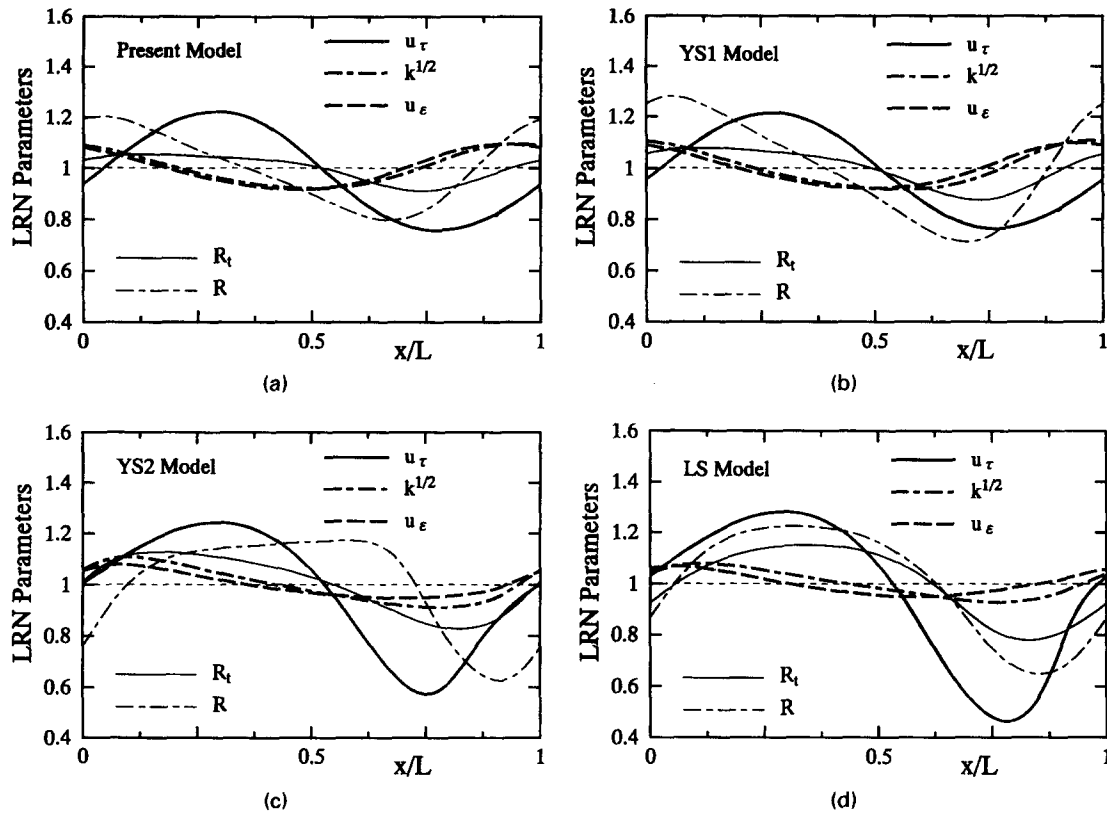 1.6
1.4
1.2
1
0.8
0.6
0.4
LRN Parameters
Present Model
u τ
k^1/2
u ε
R_t
R
0
0.5
1
x/L
(a)
1.6
1.4
1.2
1
0.8
0.6
0.4
LRN Parameters
YS1 Model
u τ
k^1/2
u ε
R_t
R
0
0.5
1
x/L
(b)
1.6
1.4
1.2
1
0.8
0.6
0.4
LRN Parameters
YS2 Model
u τ
k^1/2
u ε
R_t
R
0
0.5
1
x/L
(c)
1.6
1.4
1.2
1
0.8
0.6
0.4
LRN Parameters
LS Model
u τ
k^1/2
u ε
R_t
R
0
0.5
1
x/L
(d)